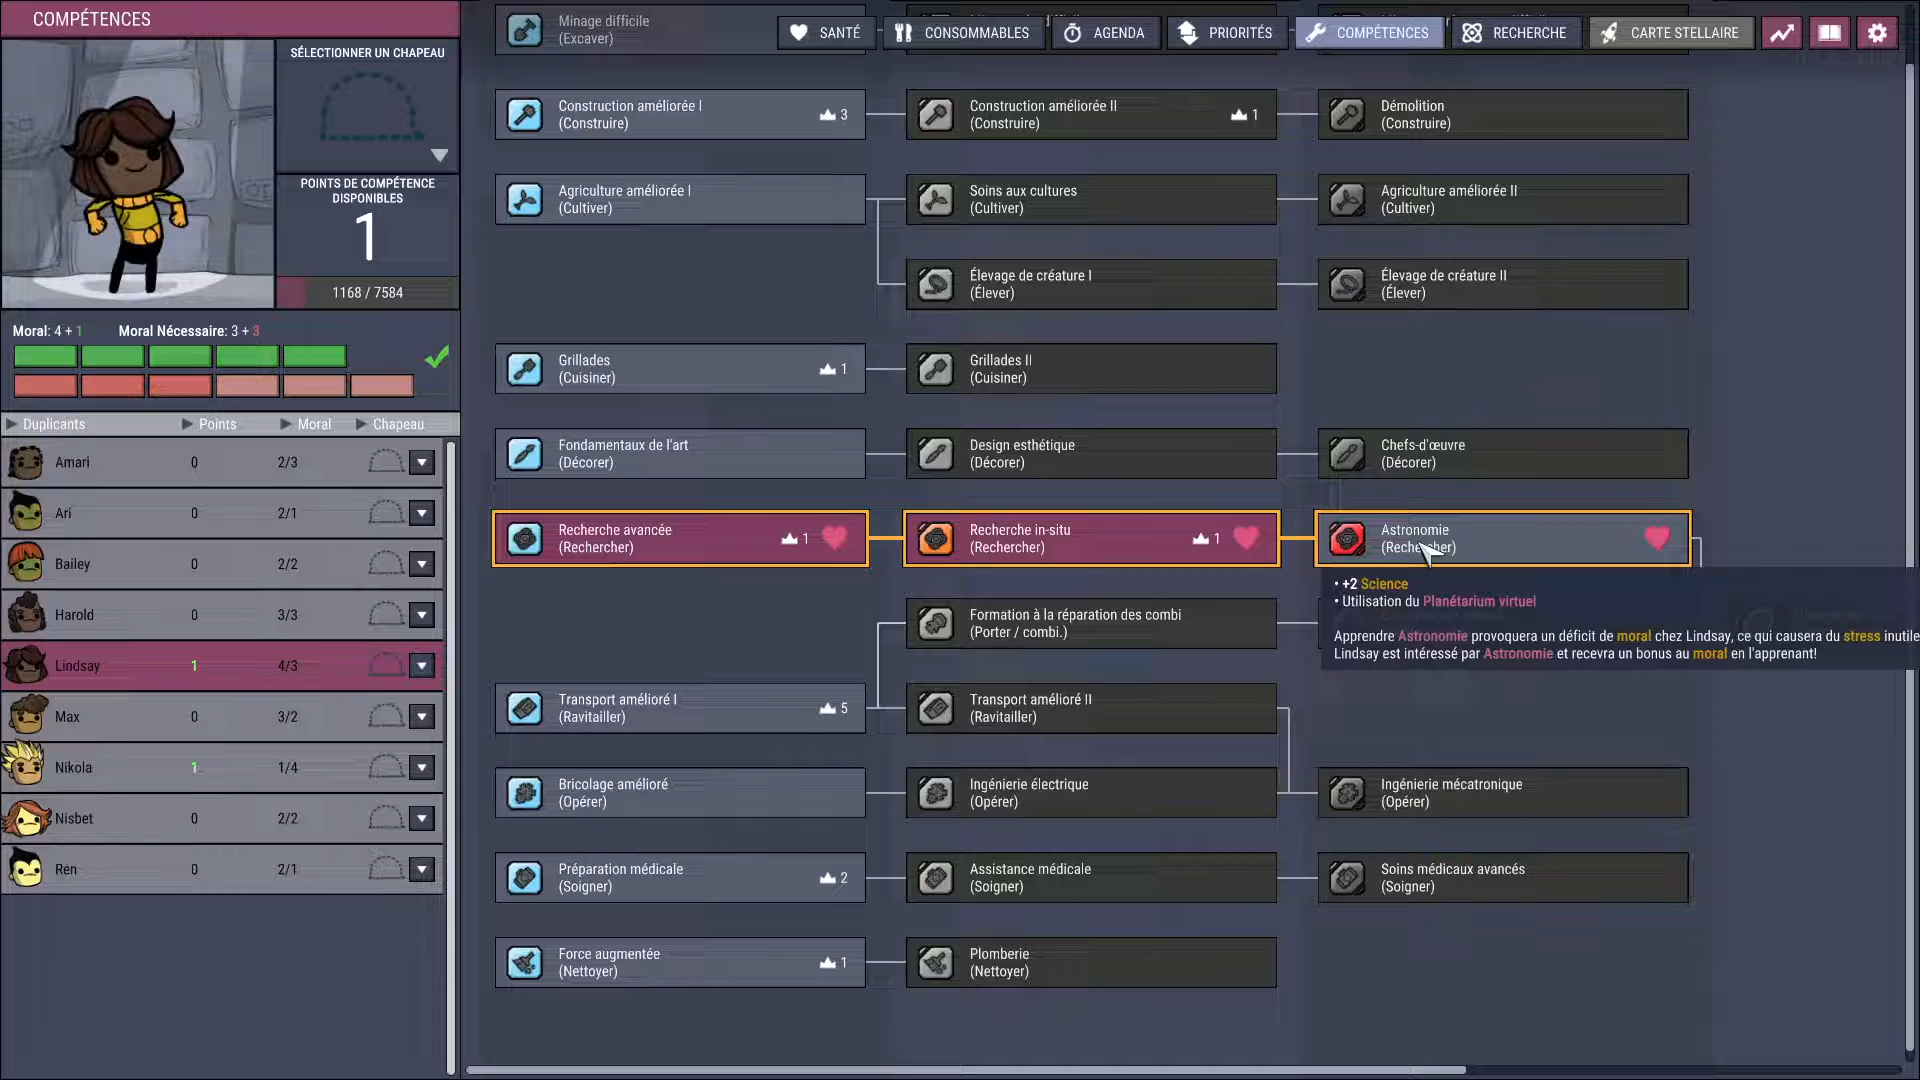 COMPÉTENCES
SÉLECTIONNER UN CHAPEAU
POINTS DE COMPÉTENCE
DISPONIBLES
1
1168 / 7584
Moral: 4 + 1 Moral Nécessaire: 3 + 3
Duplicants Points Moral Chapeau
Amari 0 2/3
Ari 0 2/1
Bailey 0 2/2
Harold 0 3/3
Lindsay 1 4/3
Max 0 3/2
Nikola 1 1/4
Nisbet 0 2/2
Ren 0 2/1
SANTÉ CONSOMMABLES AGENDA PRIORITÉS COMPÉTENCES RECHERCHE CARTE STELLAIRE
Minage difficile
(Excaver)
Construction améliorée I
(Construire)
3
Construction améliorée II
(Construire)
1
Démolition
(Construire)
Agriculture améliorée I
(Cultiver)
Soins aux cultures
(Cultiver)
Agriculture améliorée II
(Cultiver)
Élevage de créature I
(Élever)
Élevage de créature II
(Élever)
Grillades
(Cuisiner)
1
Grillades II
(Cuisiner)
Fondamentaux de l'art
(Décorer)
Design esthétique
(Décorer)
Chefs-d'œuvre
(Décorer)
Recherche avancée
(Rechercher)
1
Recherche in-situ
(Rechercher)
1
Astronomie
(Rechercher)
• +2 Science
• Utilisation du Planétarium virtuel
Apprendre Astronomie provoquera un déficit de moral chez Lindsay, ce qui causera du stress inutile
Lindsay est intéressé par Astronomie et recevra un bonus au moral en l'apprenant!
Formation à la réparation des combi
(Porter / combi.)
Transport amélioré I
(Ravitailler)
5
Transport amélioré II
(Ravitailler)
Bricolage amélioré
(Opérer)
Ingénierie électrique
(Opérer)
Ingénierie mécatronique
(Opérer)
Préparation médicale
(Soigner)
2
Assistance médicale
(Soigner)
Soins médicaux avancés
(Soigner)
Force augmentée
(Nettoyer)
1
Plomberie
(Nettoyer)